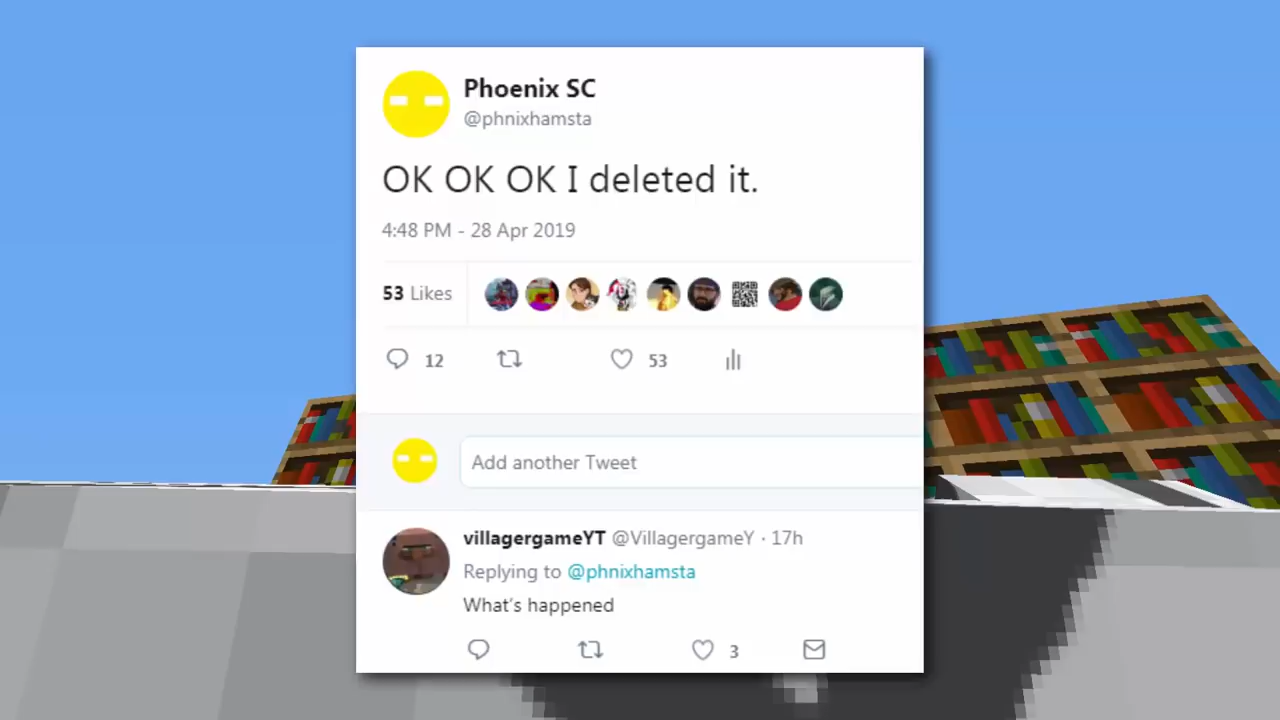 Phoenix SC
@phnixhamsta
OK OK OK I deleted it.
4:48 PM - 28 Apr 2019
53 Likes
12
53
Add another Tweet
villagergameYT @VillagergameY · 17h
Replying to @phnixhamsta
What's happened
3